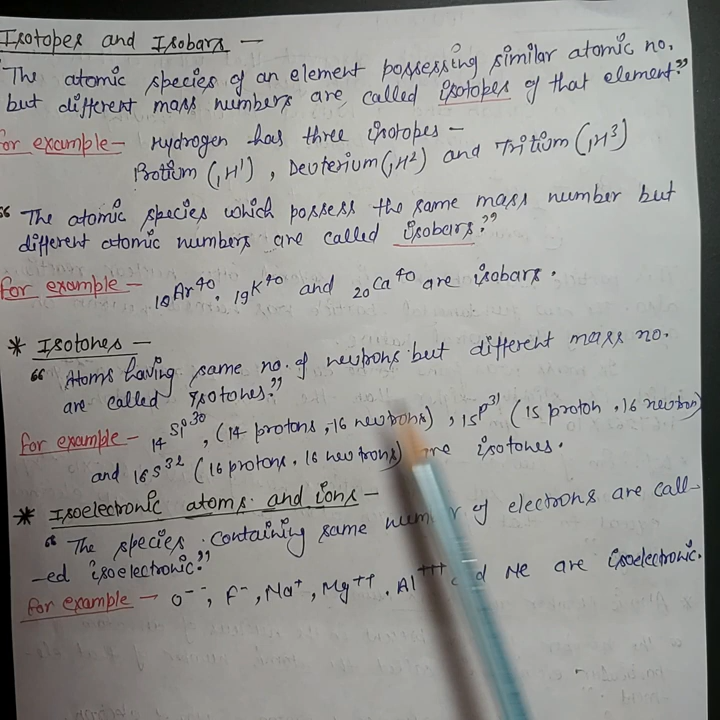 Isotopes and Isobars —
"The atomic species of an element possessing similar atomic no.
but different mass numbers are called isotopes of that element."
for example - Hydrogen has three isotopes —
Protium (₁H¹), Deuterium (₁H²) and Tritium (₁H³)
"The atomic species which possess the same mass number but
different atomic numbers are called isobars."
for example — ₁₈Ar⁴⁰, ₁₉K⁴⁰ and ₂₀Ca⁴⁰ are isobars.
* Isotones —
"Atoms having same no. of neutrons but different mass no.
are called Isotones."
for example - ₁₄Sp³⁰, (14 protons, 16 neutrons), ₁₅P³¹ (15 proton, 16 neutron)
and ₁₆S³² (16 protons, 16 neutrons) are isotones.
* Isoelectronic atoms and ions —
"The species containing same number of electrons are call-
-ed isoelectronic."
for example — O⁻⁻, F⁻, Na⁺, Mg⁺⁺, Al⁺⁺⁺ and Ne are isoelectronic.